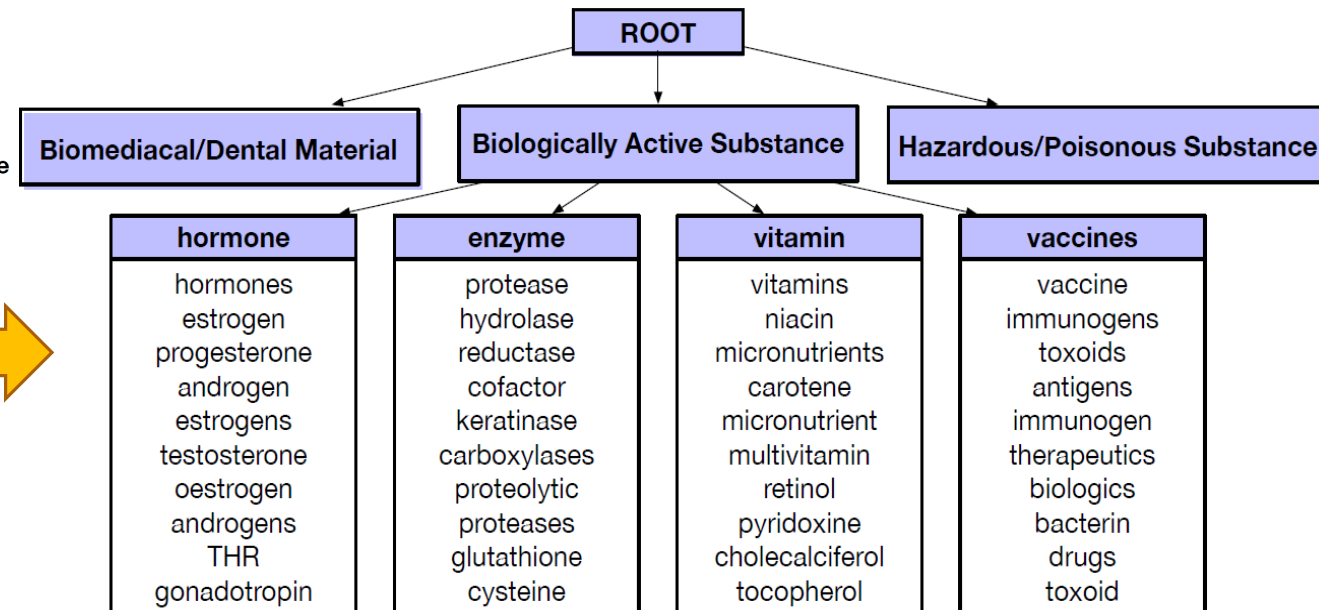 ROOT
Biomediacal/Dental Material
Biologically Active Substance
Hazardous/Poisonous Substance
e
hormone
hormones
estrogen
progesterone
androgen
estrogens
testosterone
oestrogen
androgens
THR
gonadotropin
enzyme
protease
hydrolase
reductase
cofactor
keratinase
carboxylases
proteolytic
proteases
glutathione
cysteine
vitamin
vitamins
niacin
micronutrients
carotene
micronutrient
multivitamin
retinol
pyridoxine
cholecalciferol
tocopherol
vaccines
vaccine
immunogens
toxoids
antigens
immunogen
therapeutics
biologics
bacterin
drugs
toxoid